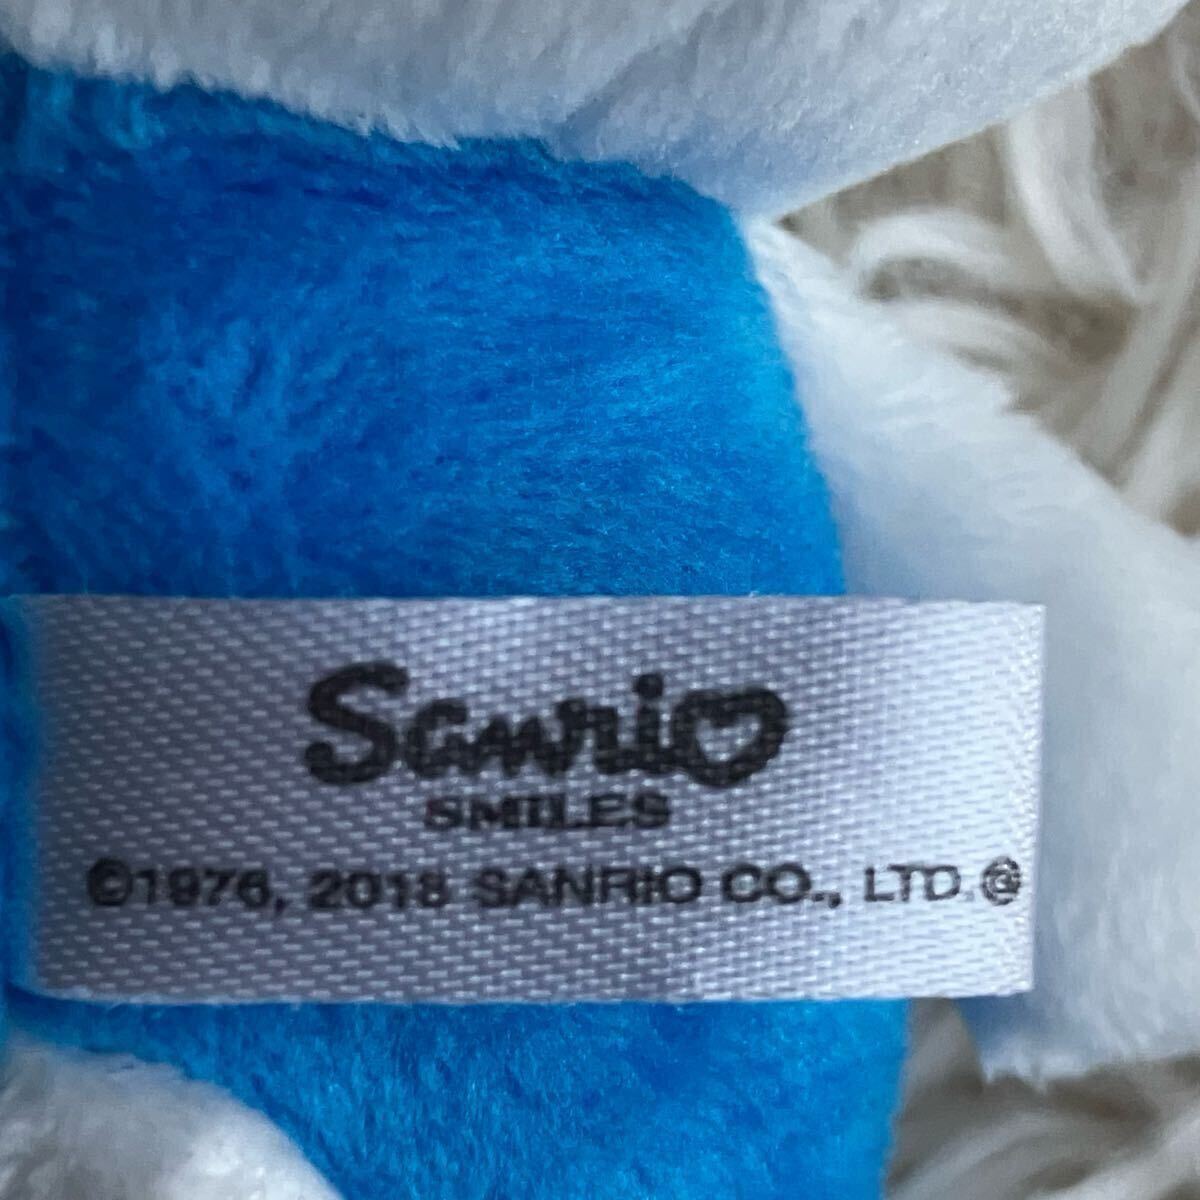 Sanrio
SMILES
©1976, 2018 SANRIO CO., LTD.@